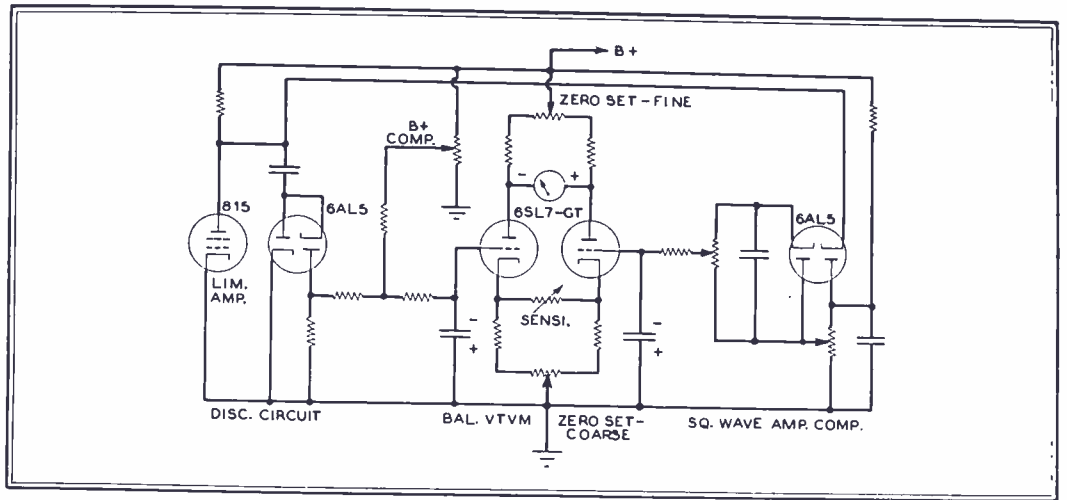 B+
ZERO SET-FINE
B+
COMP.
- +
815
6AL5
6SL7-GT
6AL5
LIM.
AMP.
SENSI.
-
+
-
+
DISC. CIRCUIT
BAL. VTVM
ZERO SET-
COARSE
SQ. WAVE AMP. COMP.